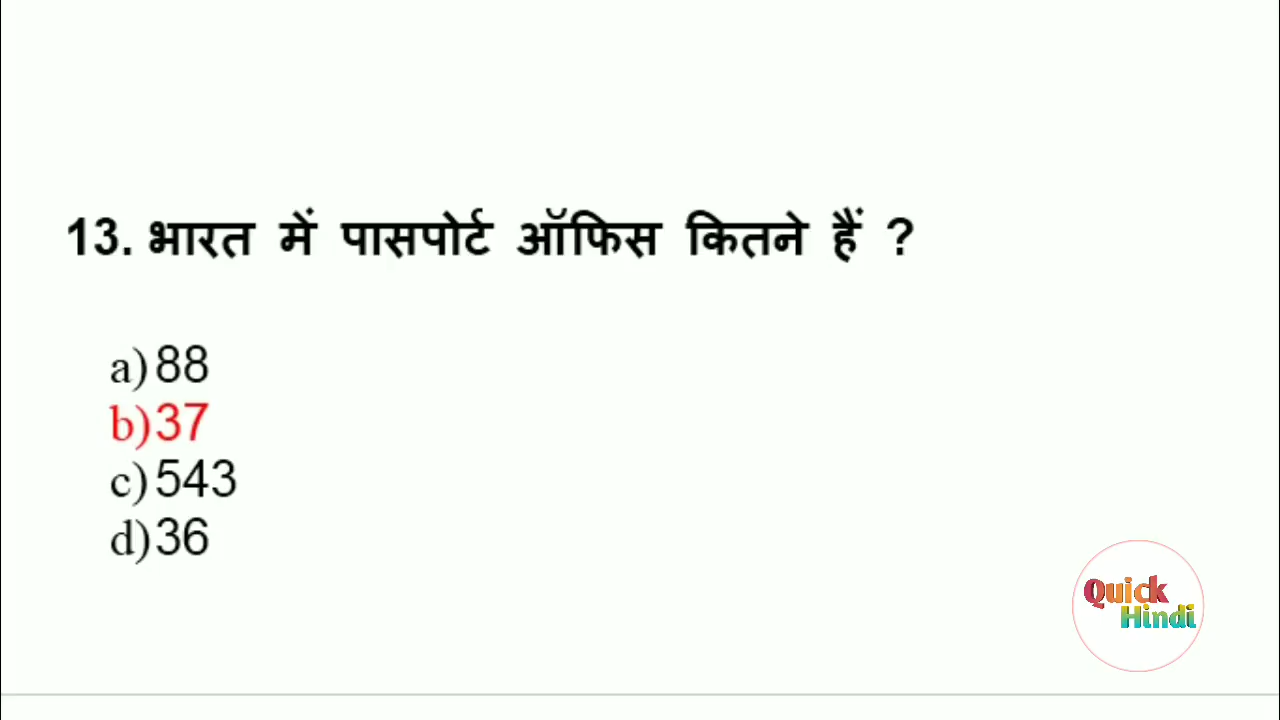 13. भारत में पासपोर्ट ऑफिस कितने हैं ?
a) 88
b) 37
c) 543
d) 36
Quick
Hindi